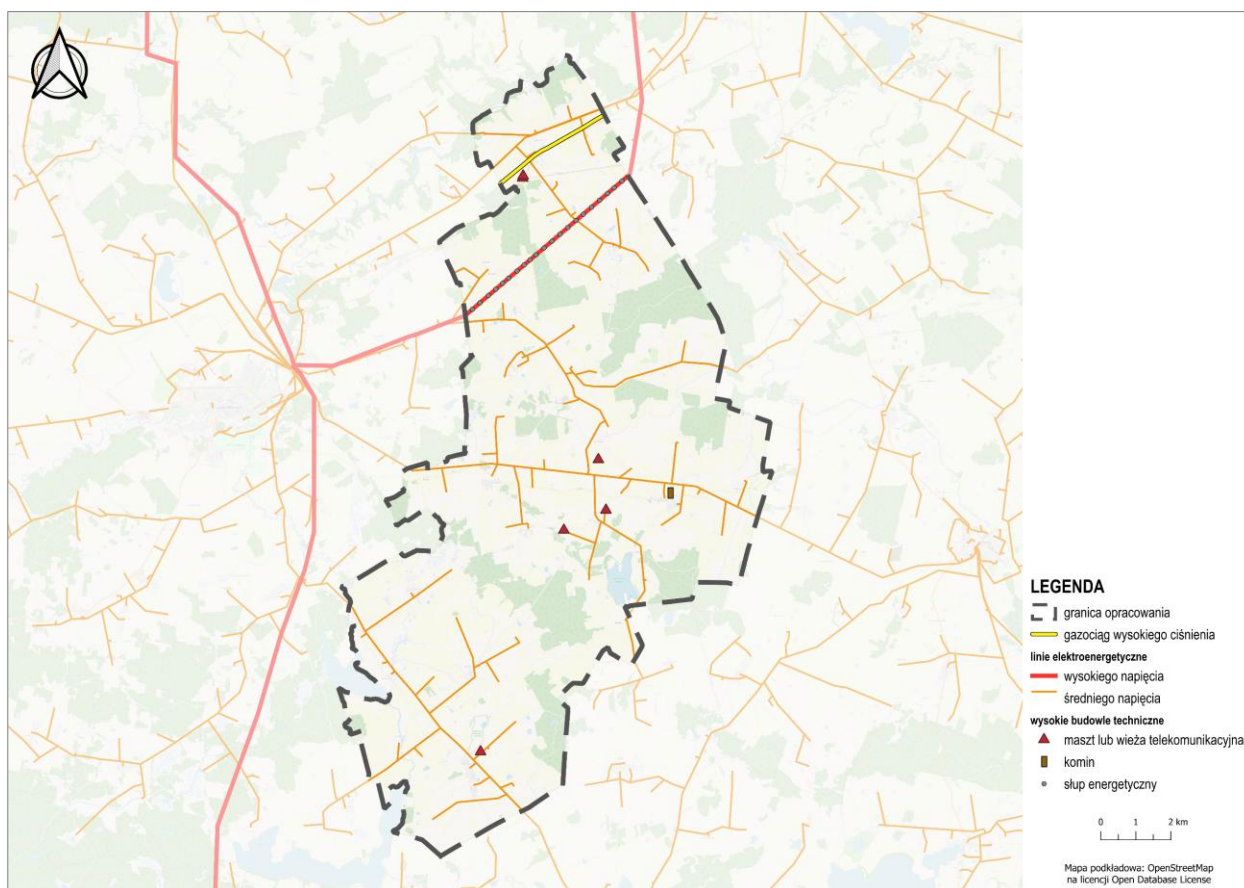 LEGENDA
granica opracowania
gazociąg wysokiego ciśnienia
linie elektroenergetyczne
wysokiego napięcia
średniego napięcia
wysokie budowle techniczne
maszt lub wieża telekomunikacyjna
komin
słup energetyczny
0 1 2 km
Mapa podkładowa: OpenStreetMap
na licencji Open Database License